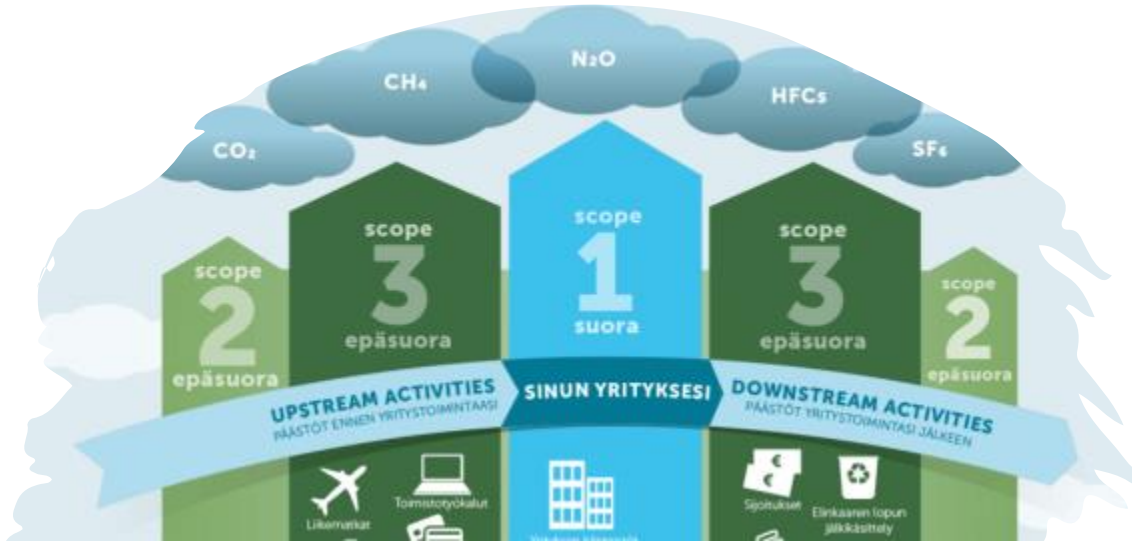 N₂O
CH₄
HFCs
CO₂
SF₆
scope
2
epäsuora
scope
3
epäsuora
scope
1
suora
scope
3
epäsuora
scope
2
epäsuora
UPSTREAM ACTIVITIES
PÄÄSTÖT ENNEN YRITYSTOIMINTAASI
SINUN YRITYKSESI
DOWNSTREAM ACTIVITIES
PÄÄSTÖT YRITYSTOIMINTASI JÄLKEEN
Liikematkat
Toimistotyökalut
Sijoitukset
Elinkaaren lopun
jälkikäsittely